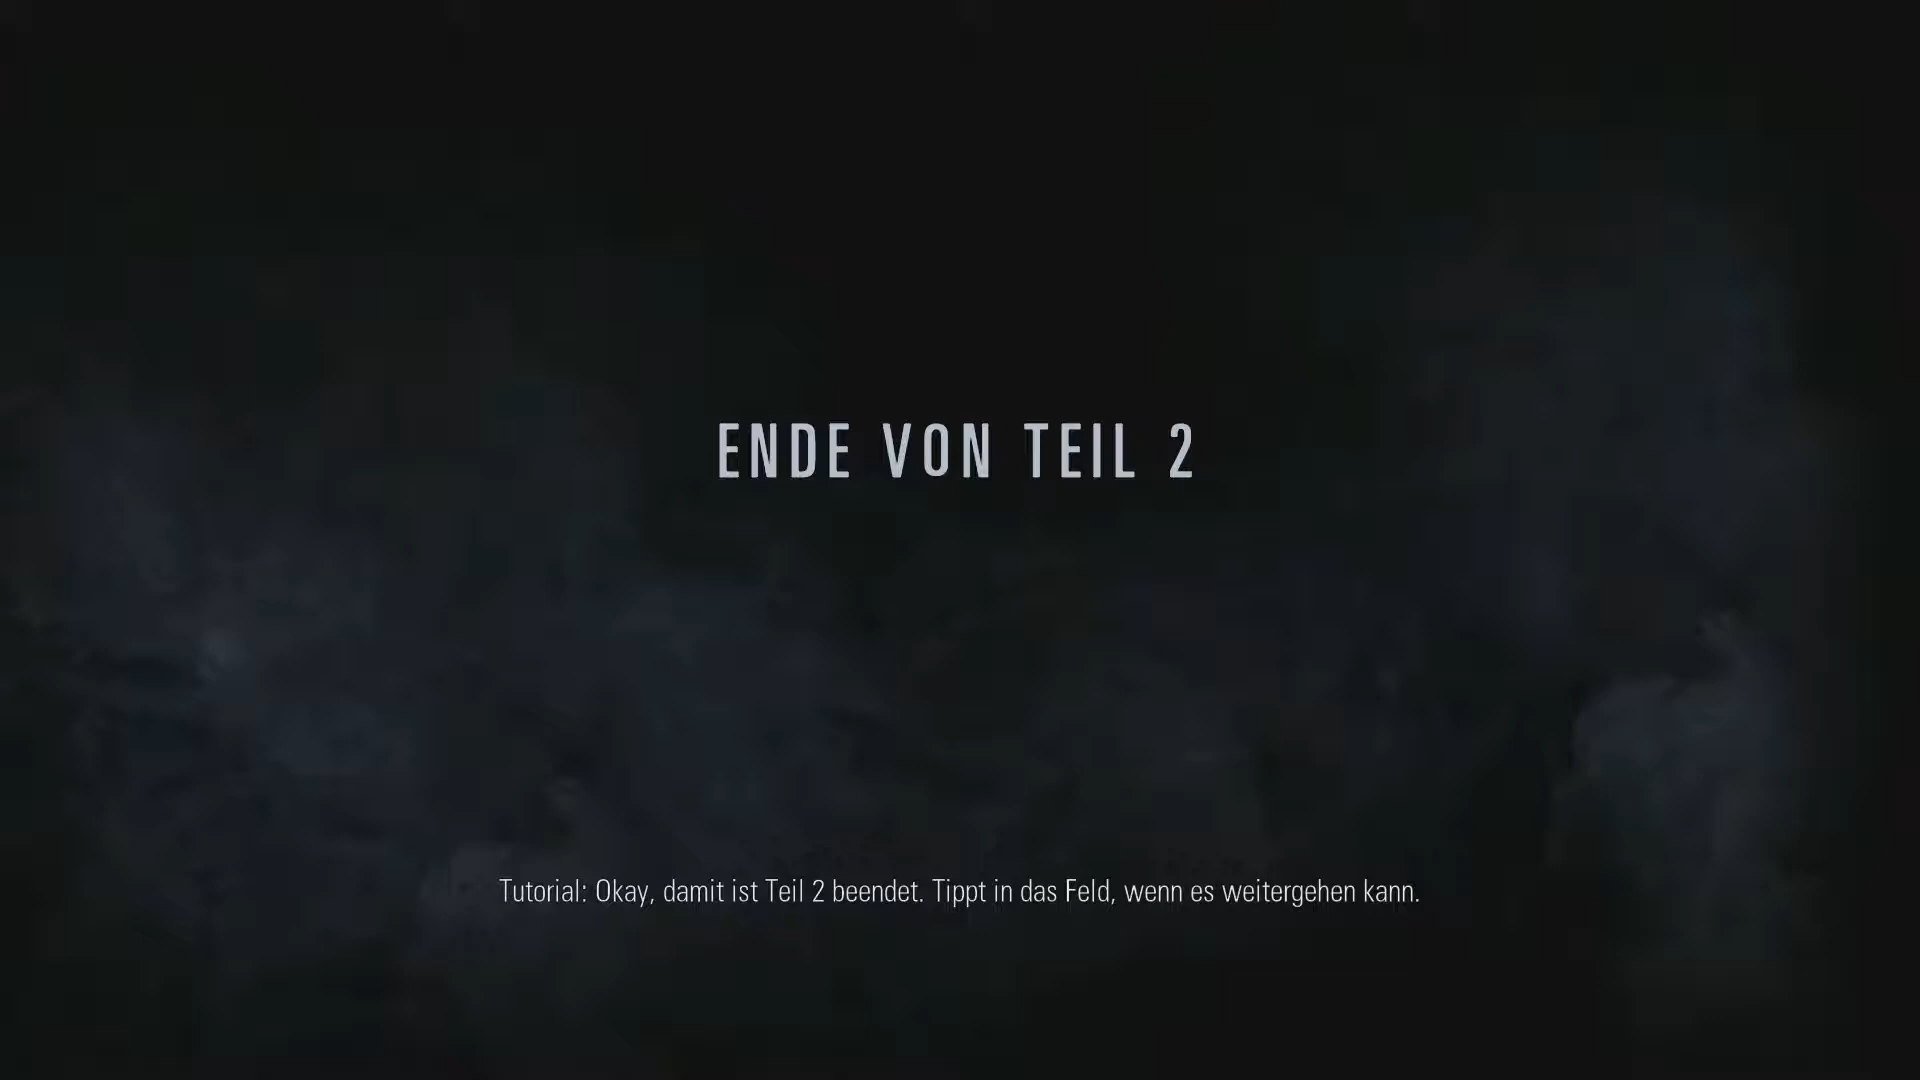 ENDE VON TEIL 2
Tutorial: Okay, damit ist Teil 2 beendet. Tippt in das Feld, wenn es weitergehen kann.